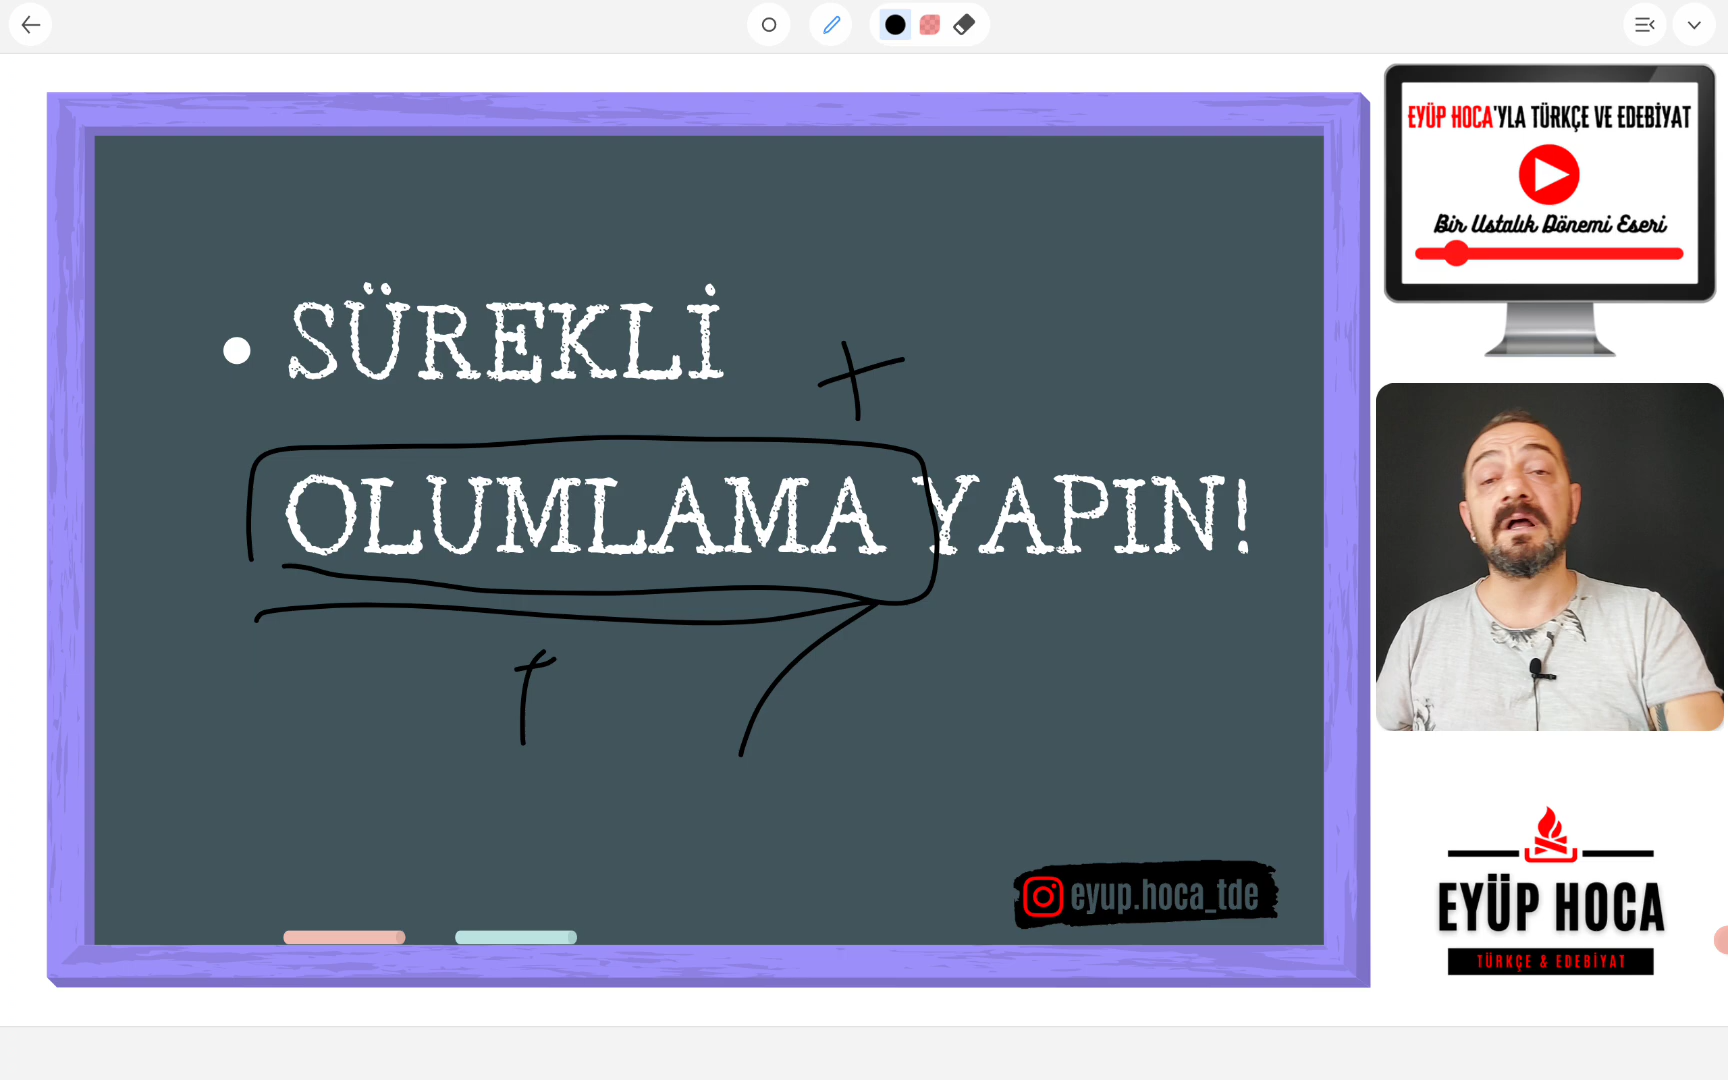 EYÜP HOCA'YLA TÜRKÇE VE EDEBİYAT
Bir Ustalık Dönemi Eseri
• SÜREKLİ
OLUMLAMA YAPIN!
eyup.hoca_tde
EYÜP HOCA
TÜRKÇE & EDEBİYAT